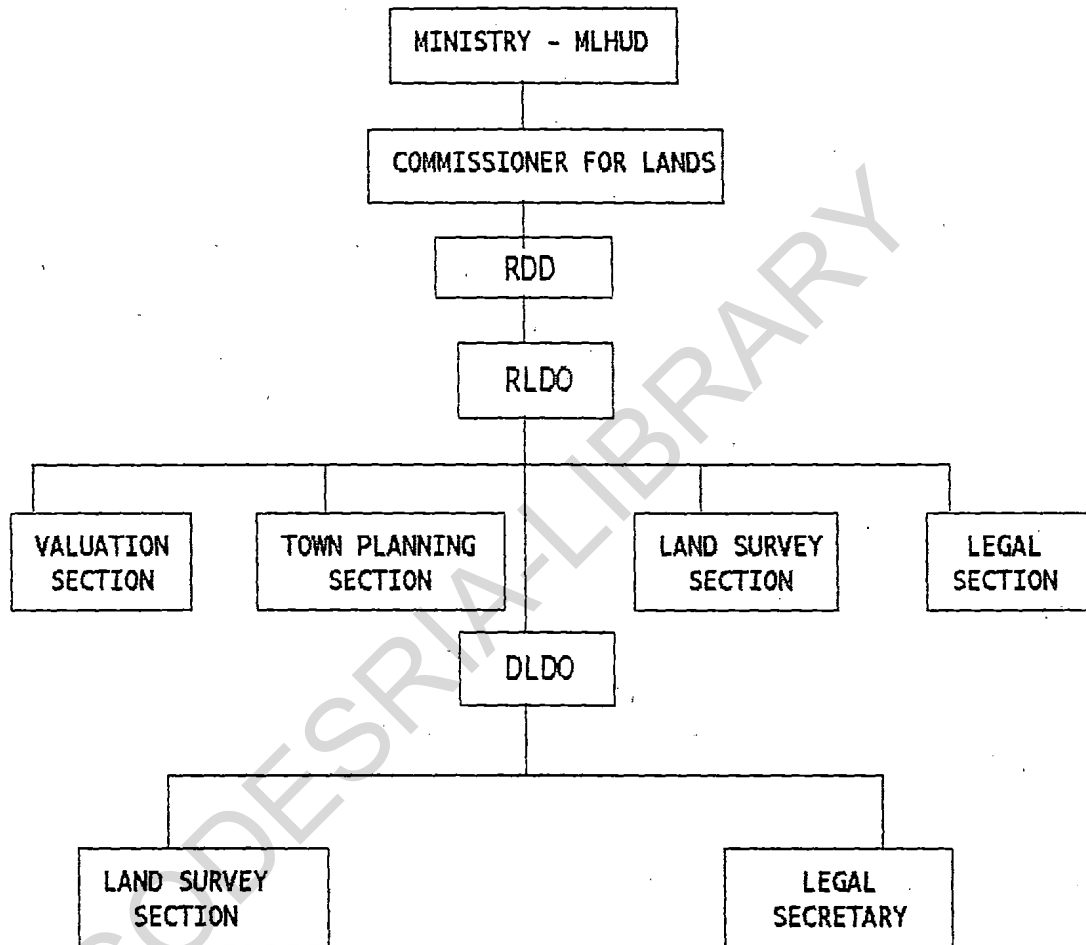 MINISTRY - MLHUD
COMMISSIONER FOR LANDS
RDD
RLDO
VALUATION
SECTION
TOWN PLANNING
SECTION
LAND SURVEY
SECTION
LEGAL
SECTION
DLDO
LAND SURVEY
SECTION
LEGAL
SECRETARY
CODESRIA-LIBRARY